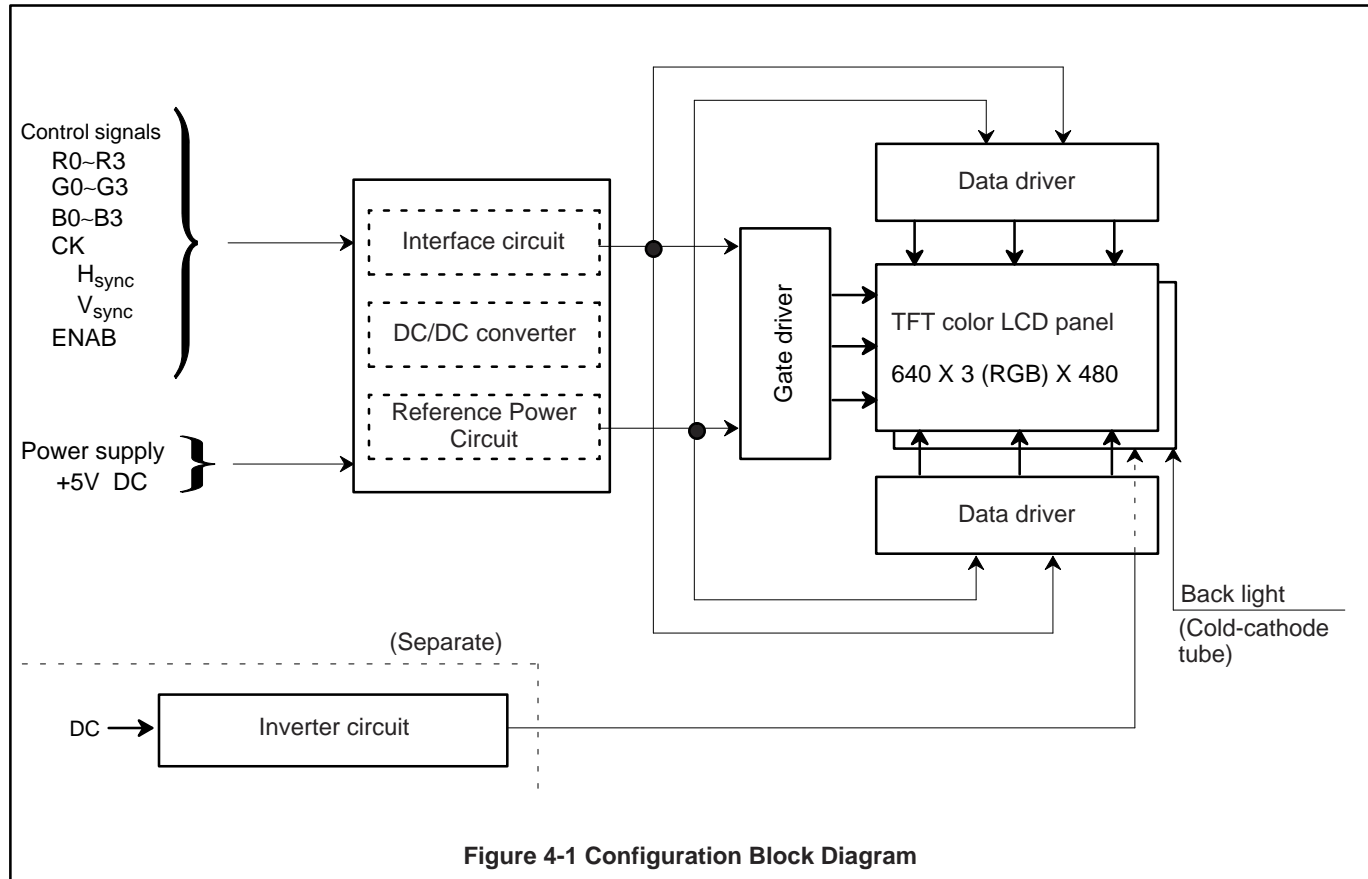 Control signals
R0~R3
G0~G3
B0~B3
CK
Hsync
Vsync
ENAB
Power supply
+5V DC
Interface circuit
DC/DC converter
Reference Power
Circuit
Gate driver
Data driver
TFT color LCD panel
640 X 3 (RGB) X 480
Data driver
Back light
(Cold-cathode
tube)
(Separate)
DC
Inverter circuit
Figure 4-1 Configuration Block Diagram